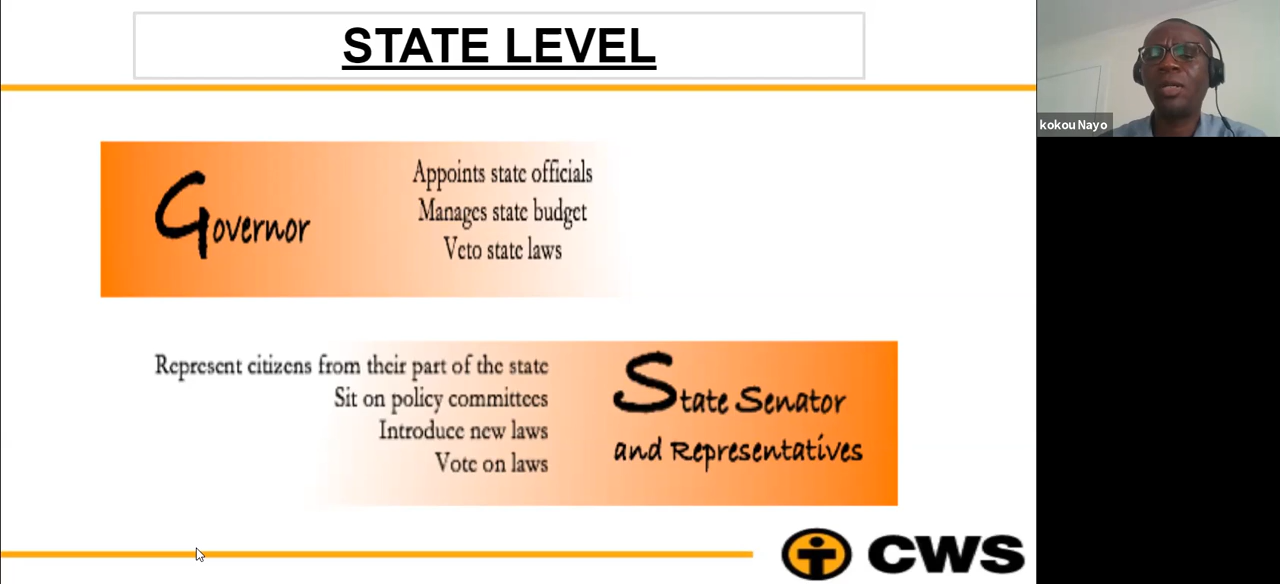 STATE LEVEL
kokou Nayo
Governor
Appoints state officials
Manages state budget
Veto state laws
Represent citizens from their part of the state
Sit on policy committees
Introduce new laws
Vote on laws
State Senator
and Representatives
CWS